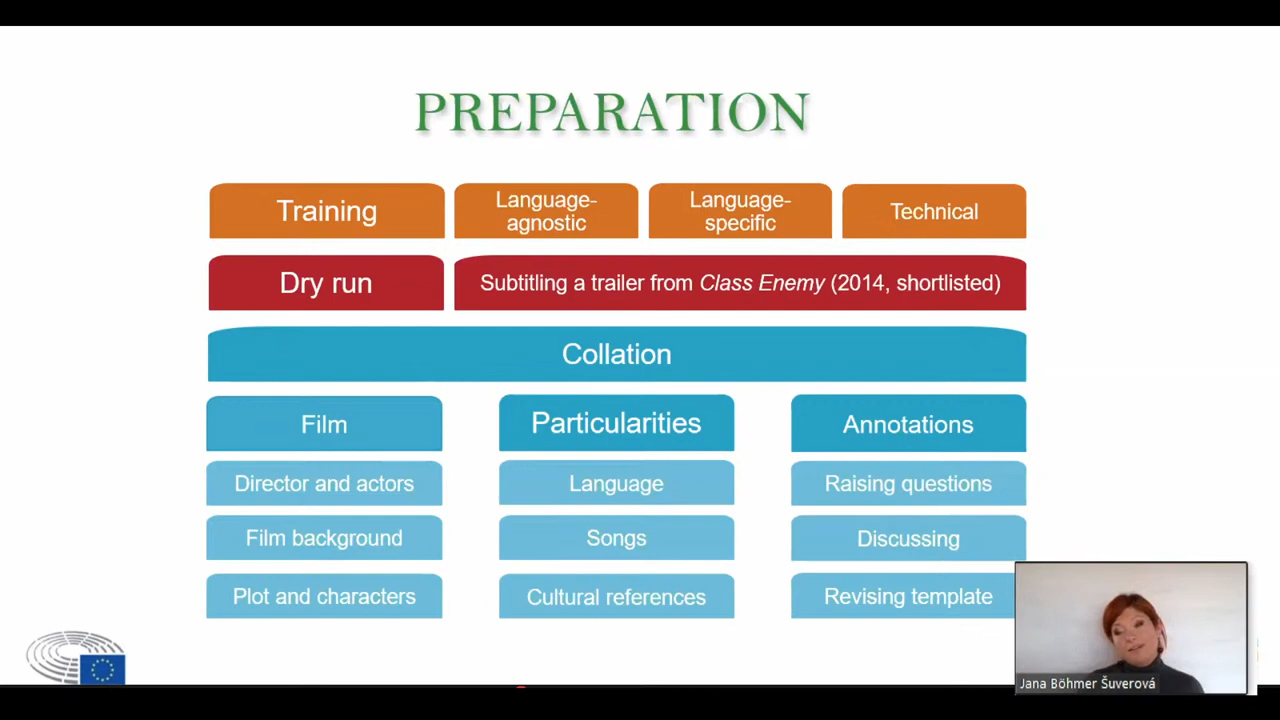 PREPARATION
Training
Language-
agnostic
Language-
specific
Technical
Dry run
Subtitling a trailer from Class Enemy (2014, shortlisted)
Collation
Film
Particularities
Annotations
Director and actors
Language
Raising questions
Film background
Songs
Discussing
Plot and characters
Cultural references
Revising template
Jana Böhmer Šuverová